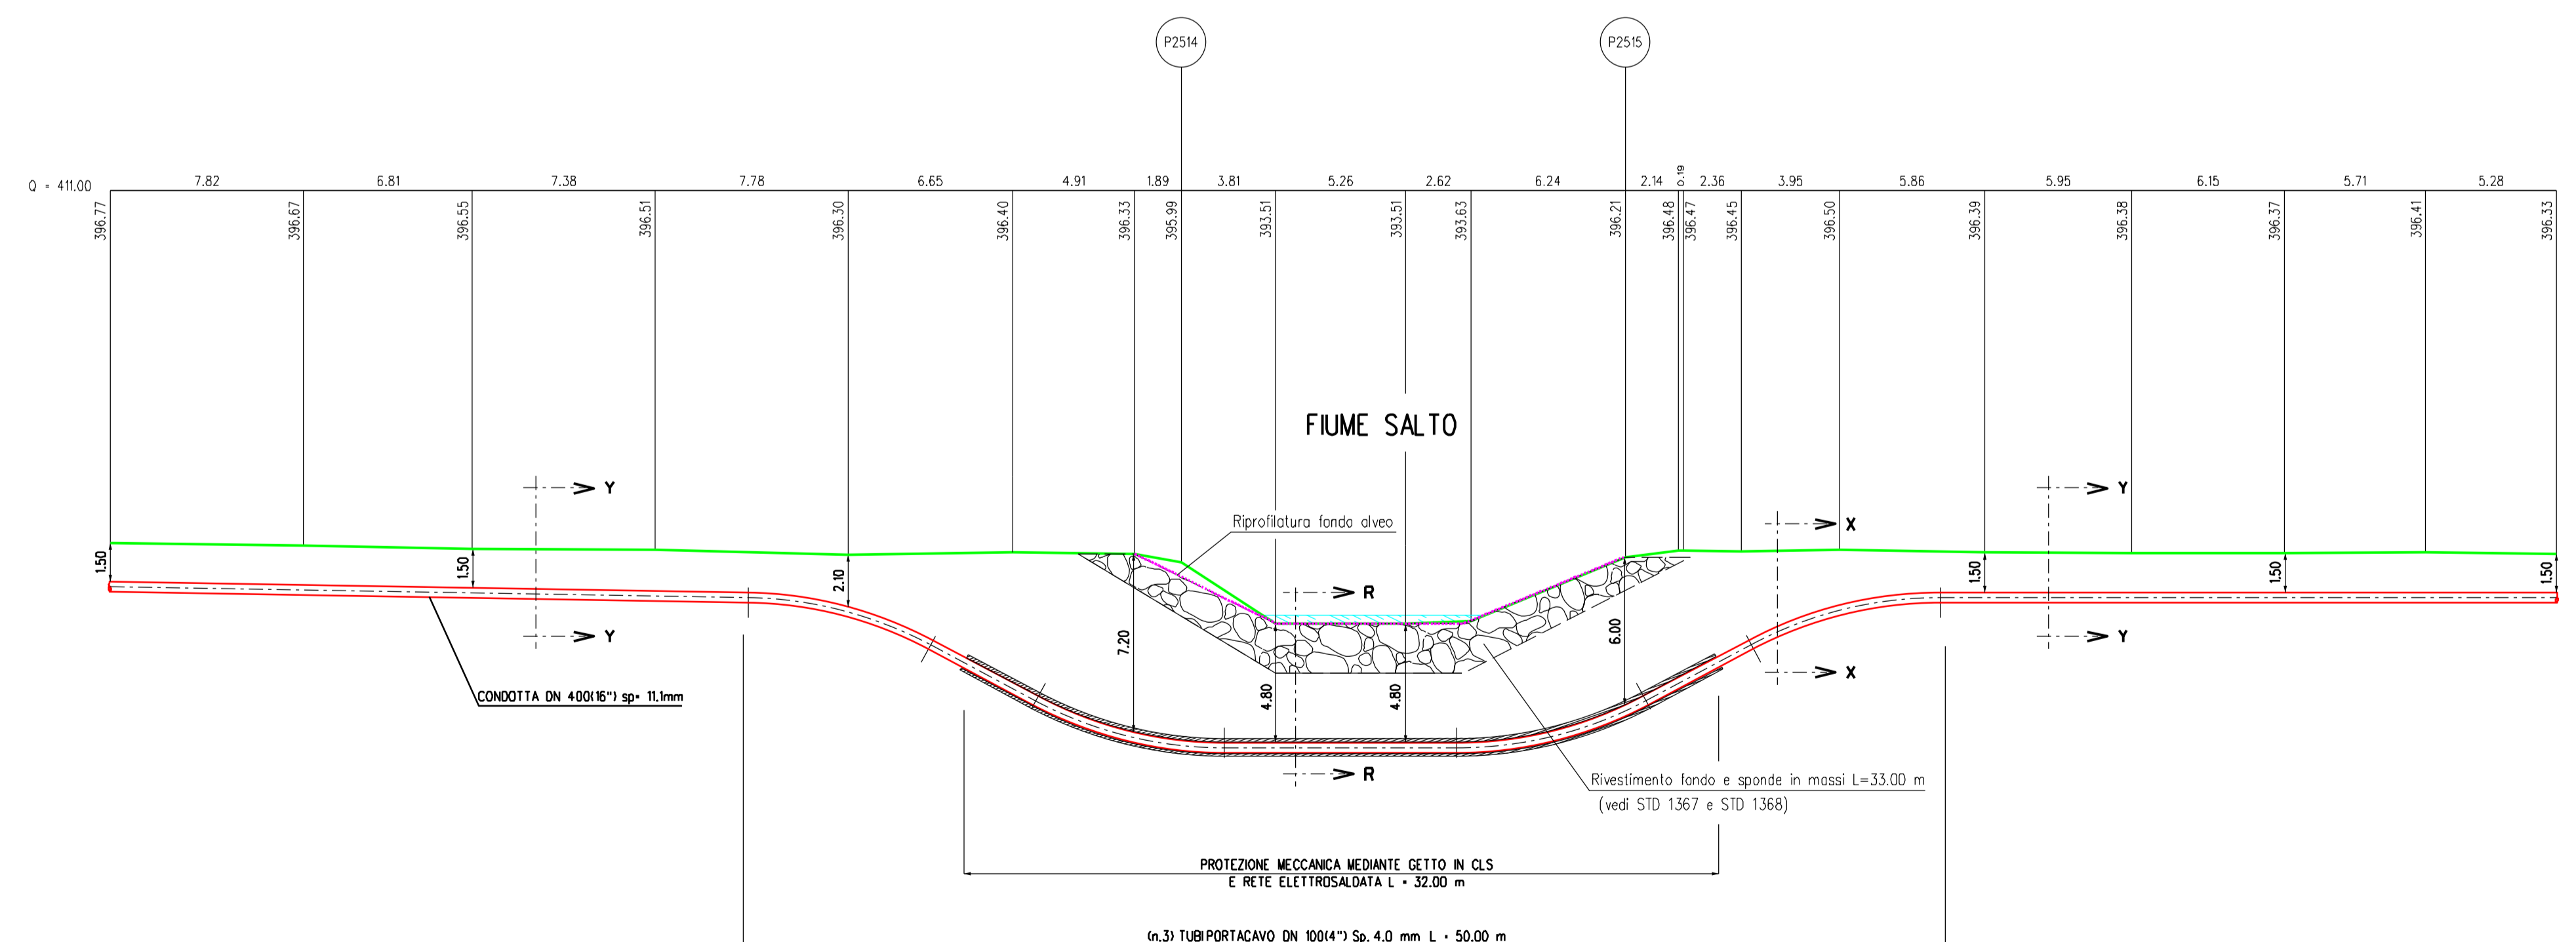 P2514
P2515
Q = 411.00
7.82
6.81
7.38
7.78
6.65
4.91
1.89
3.81
5.26
2.62
6.24
2.14
0.19
2.36
3.95
5.86
5.95
6.15
5.71
5.28
396.77
396.67
396.55
396.51
396.30
396.40
396.33
395.99
393.51
393.51
393.63
396.21
396.48
396.47
396.45
396.50
396.39
396.38
396.37
396.41
396.33
FIUME SALTO
Y
Y
Riprofilatura fondo alveo
X
1.50
1.50
2.10
R
1.50
1.50
1.50
7.20
6.00
Y
Y
X
4.80
4.80
CONDOTTA DN 400(16") sp= 11.1mm
R
Rivestimento fondo e sponde in massi L=33.00 m
(vedi STD 1367 e STD 1368)
PROTEZIONE MECCANICA MEDIANTE GETTO IN CLS
E RETE ELETTROSALDATA L = 32.00 m
(n.3) TUBI PORTACAVO DN 100(4") Sp. 4.0 mm L = 50.00 m